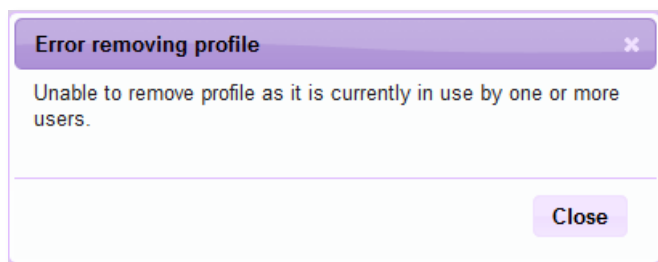 Error removing profile
Unable to remove profile as it is currently in use by one or more
users.
Close